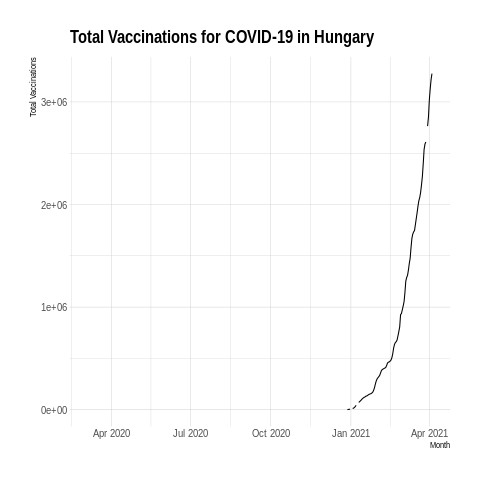 Total Vaccinations for COVID-19 in Hungary
Total Vaccinations
3e+06
2e+06
1e+06
0e+00
Apr 2020 Jul 2020 Oct 2020 Jan 2021 Apr 2021
Month